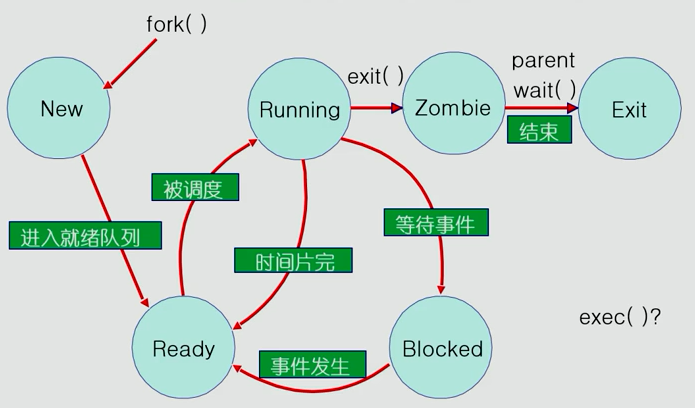 fork( )
New
Running
exit( )
Zombie
parent
wait( )
Exit
结束
被调度
进入就绪队列
时间片完
等待事件
exec( )?
Ready
Blocked
事件发生